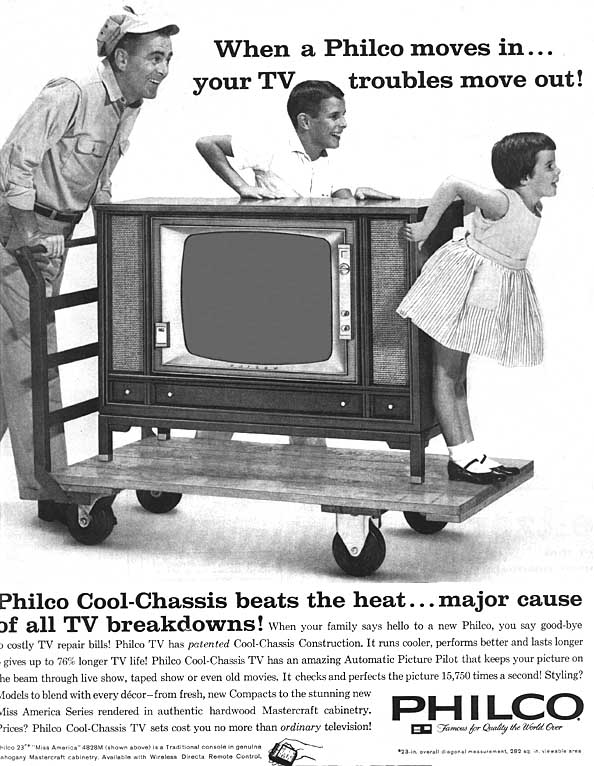 When a Philco moves in...
your TV troubles move out!
PHILCO
Philco Cool-Chassis beats the heat...major cause
of all TV breakdowns! When your family says hello to a new Philco, you say good-bye
o costly TV repair bills! Philco TV has patented Cool-Chassis Construction. It runs cooler, performs better and lasts longer
gives up to 76% longer TV life! Philco Cool-Chassis TV has an amazing Automatic Picture Pilot that keeps your picture on
he beam through live show, taped show or even old movies. It checks and perfects the picture 15,750 times a second! Styling?
Models to blend with every décor—from fresh, new Compacts to the stunning new
Miss America Series rendered in authentic hardwood Mastercraft cabinetry.
Prices? Philco Cool-Chassis TV sets cost you no more than ordinary television!
hilco 23"* "Miss America" 4828M (shown above) is a Traditional console in genuine
ahogany Mastercraft cabinetry. Available with Wireless Directa Remote Control.
PHILCO
Famous for Quality the World Over
*23-in. overall diagonal measurement, 282 sq. in. viewable area